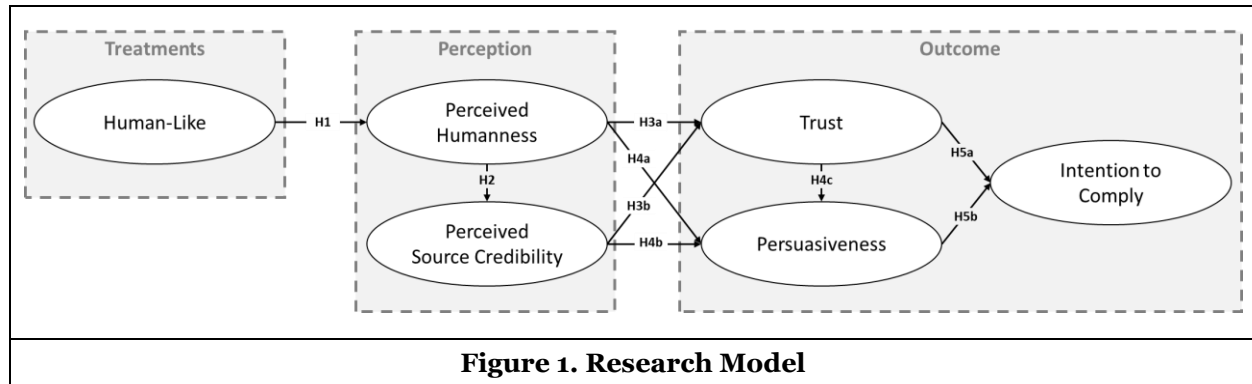 Treatments
Perception
Outcome
Human-Like
H1
Perceived
Humanness
H3a
Trust
H4a
H5a
H2
H4c
Intention to
Comply
H3b
H5b
Perceived
Source Credibility
H4b
Persuasiveness
Figure 1. Research Model